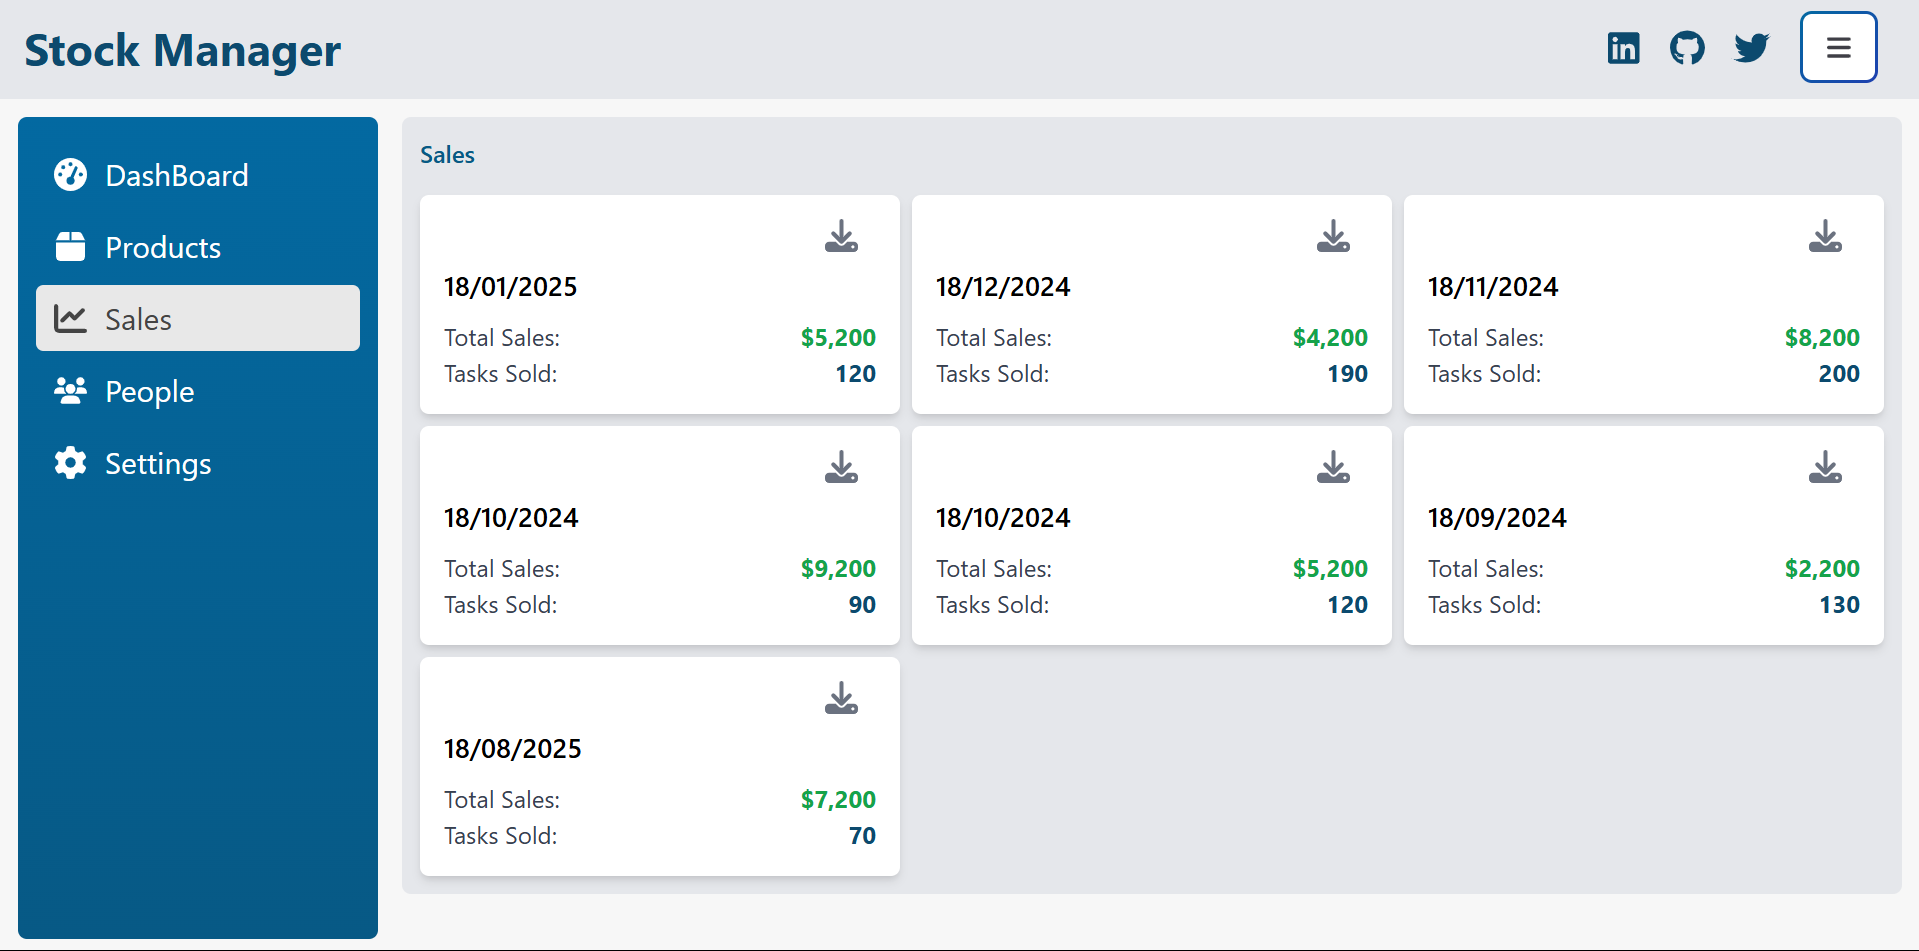 Stock Manager
DashBoard
Products
Sales
People
Settings
Sales
18/01/2025
Total Sales: $5,200
Tasks Sold: 120
18/12/2024
Total Sales: $4,200
Tasks Sold: 190
18/11/2024
Total Sales: $8,200
Tasks Sold: 200
18/10/2024
Total Sales: $9,200
Tasks Sold: 90
18/10/2024
Total Sales: $5,200
Tasks Sold: 120
18/09/2024
Total Sales: $2,200
Tasks Sold: 130
18/08/2025
Total Sales: $7,200
Tasks Sold: 70